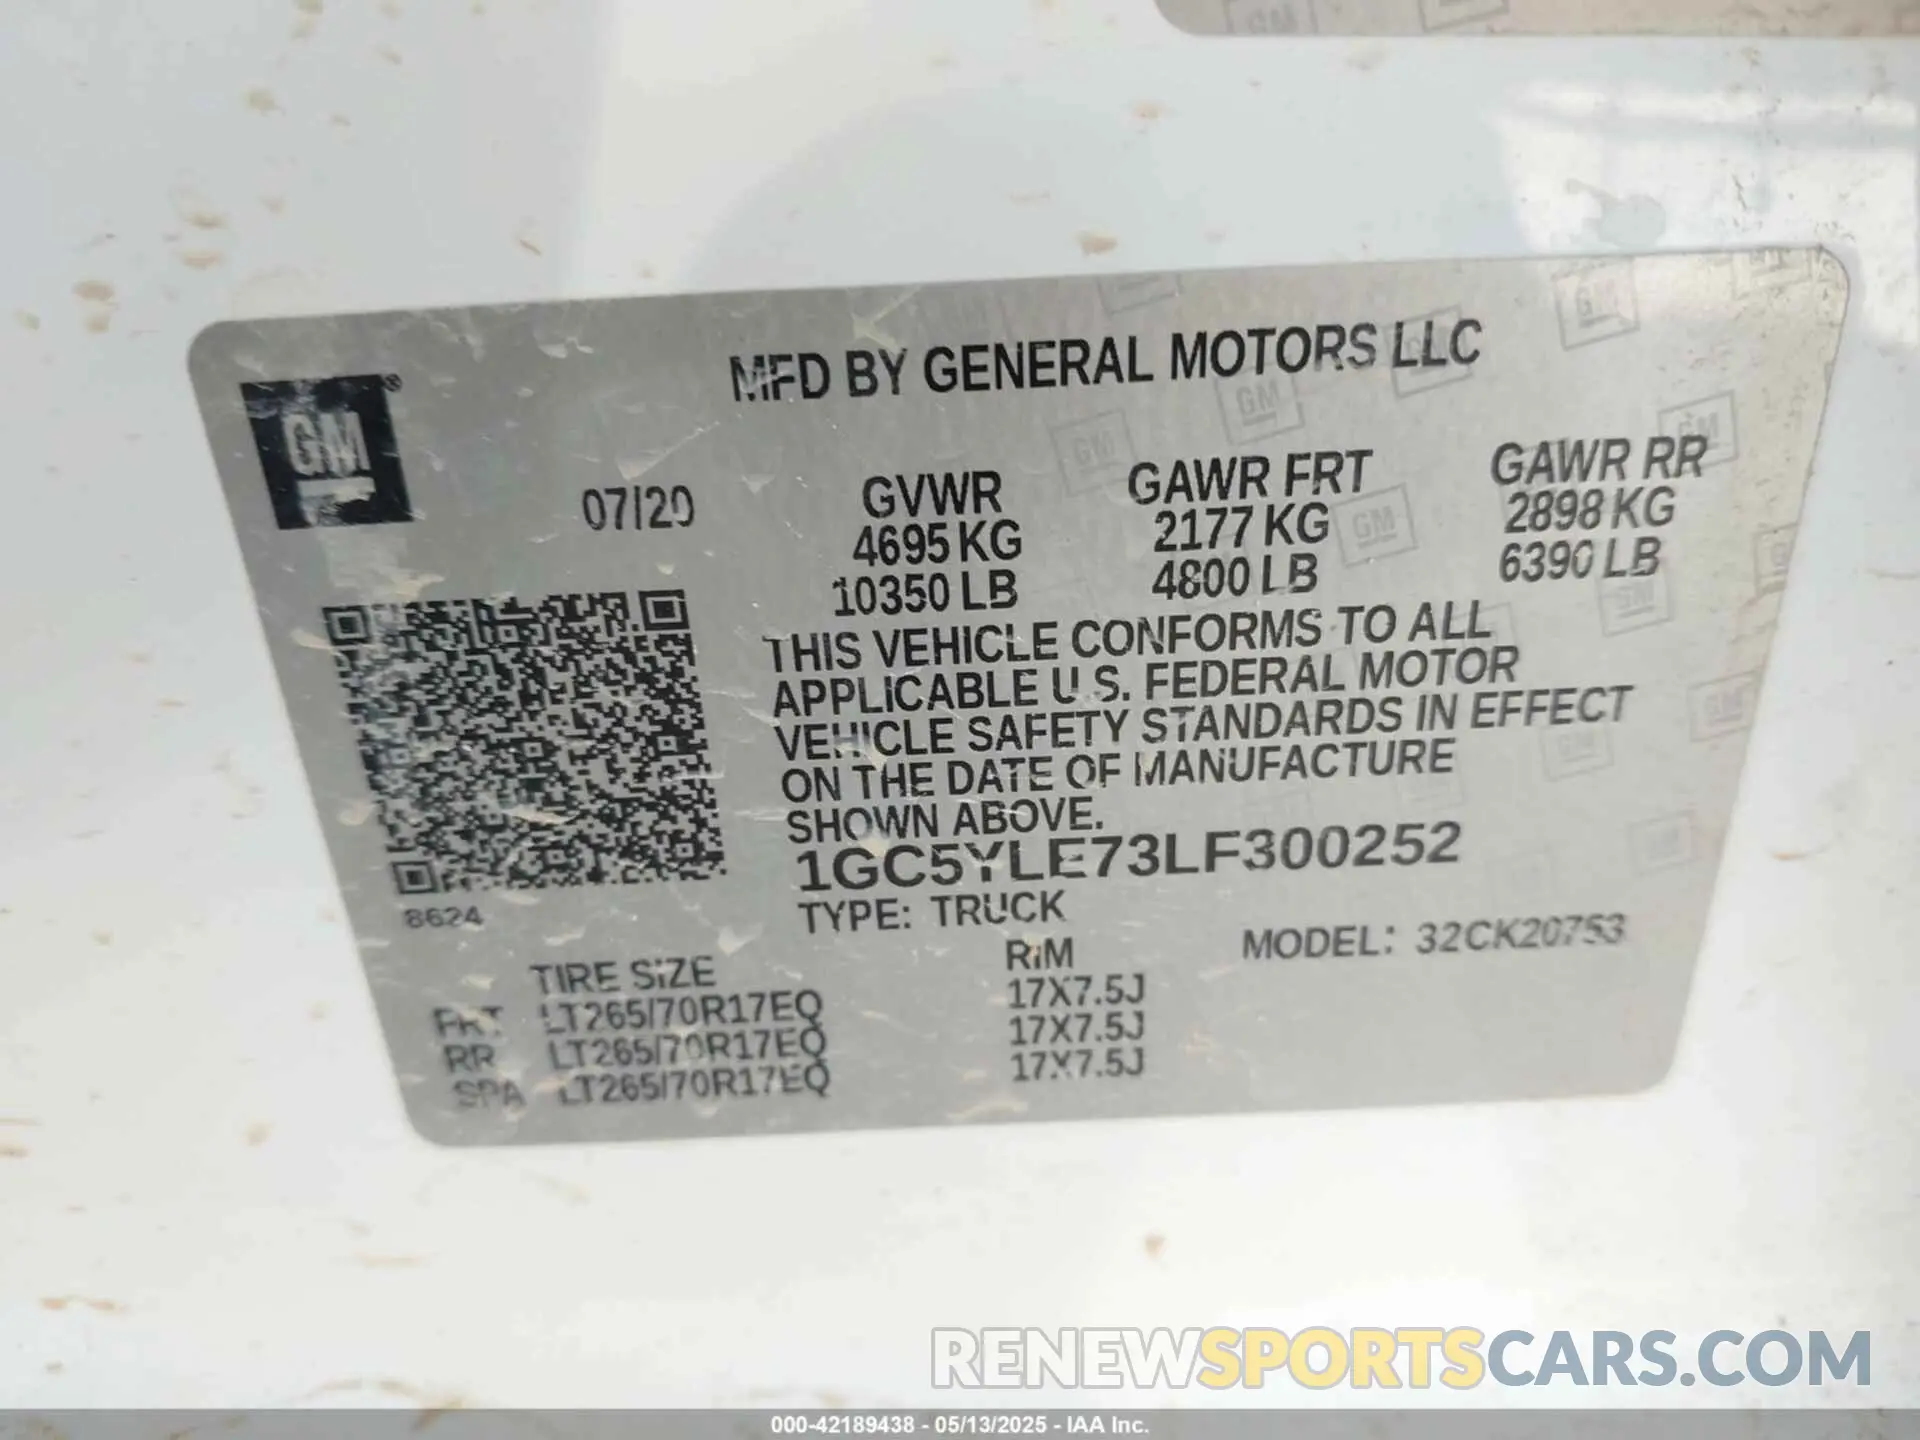 MFD BY GENERAL MOTORS LLC
GM®
07/20
GVWR GAWR FRT GAWR RR
4695 KG 2177 KG 2898 KG
10350 LB 4800 LB 6390 LB
THIS VEHICLE CONFORMS TO ALL
APPLICABLE U.S. FEDERAL MOTOR
VEHICLE SAFETY STANDARDS IN EFFECT
ON THE DATE OF MANUFACTURE
SHOWN ABOVE.
1GC5YLE73LF300252
8624
TYPE: TRUCK
MODEL: 32CK20753
TIRE SIZE RIM
FRT LT265/70R17EQ 17X7.5J
RR LT265/70R17EQ 17X7.5J
SPA LT265/70R17EQ 17X7.5J
RENEWSPORTSCARS.COM
000-42189438 - 05/13/2025 - IAA Inc.